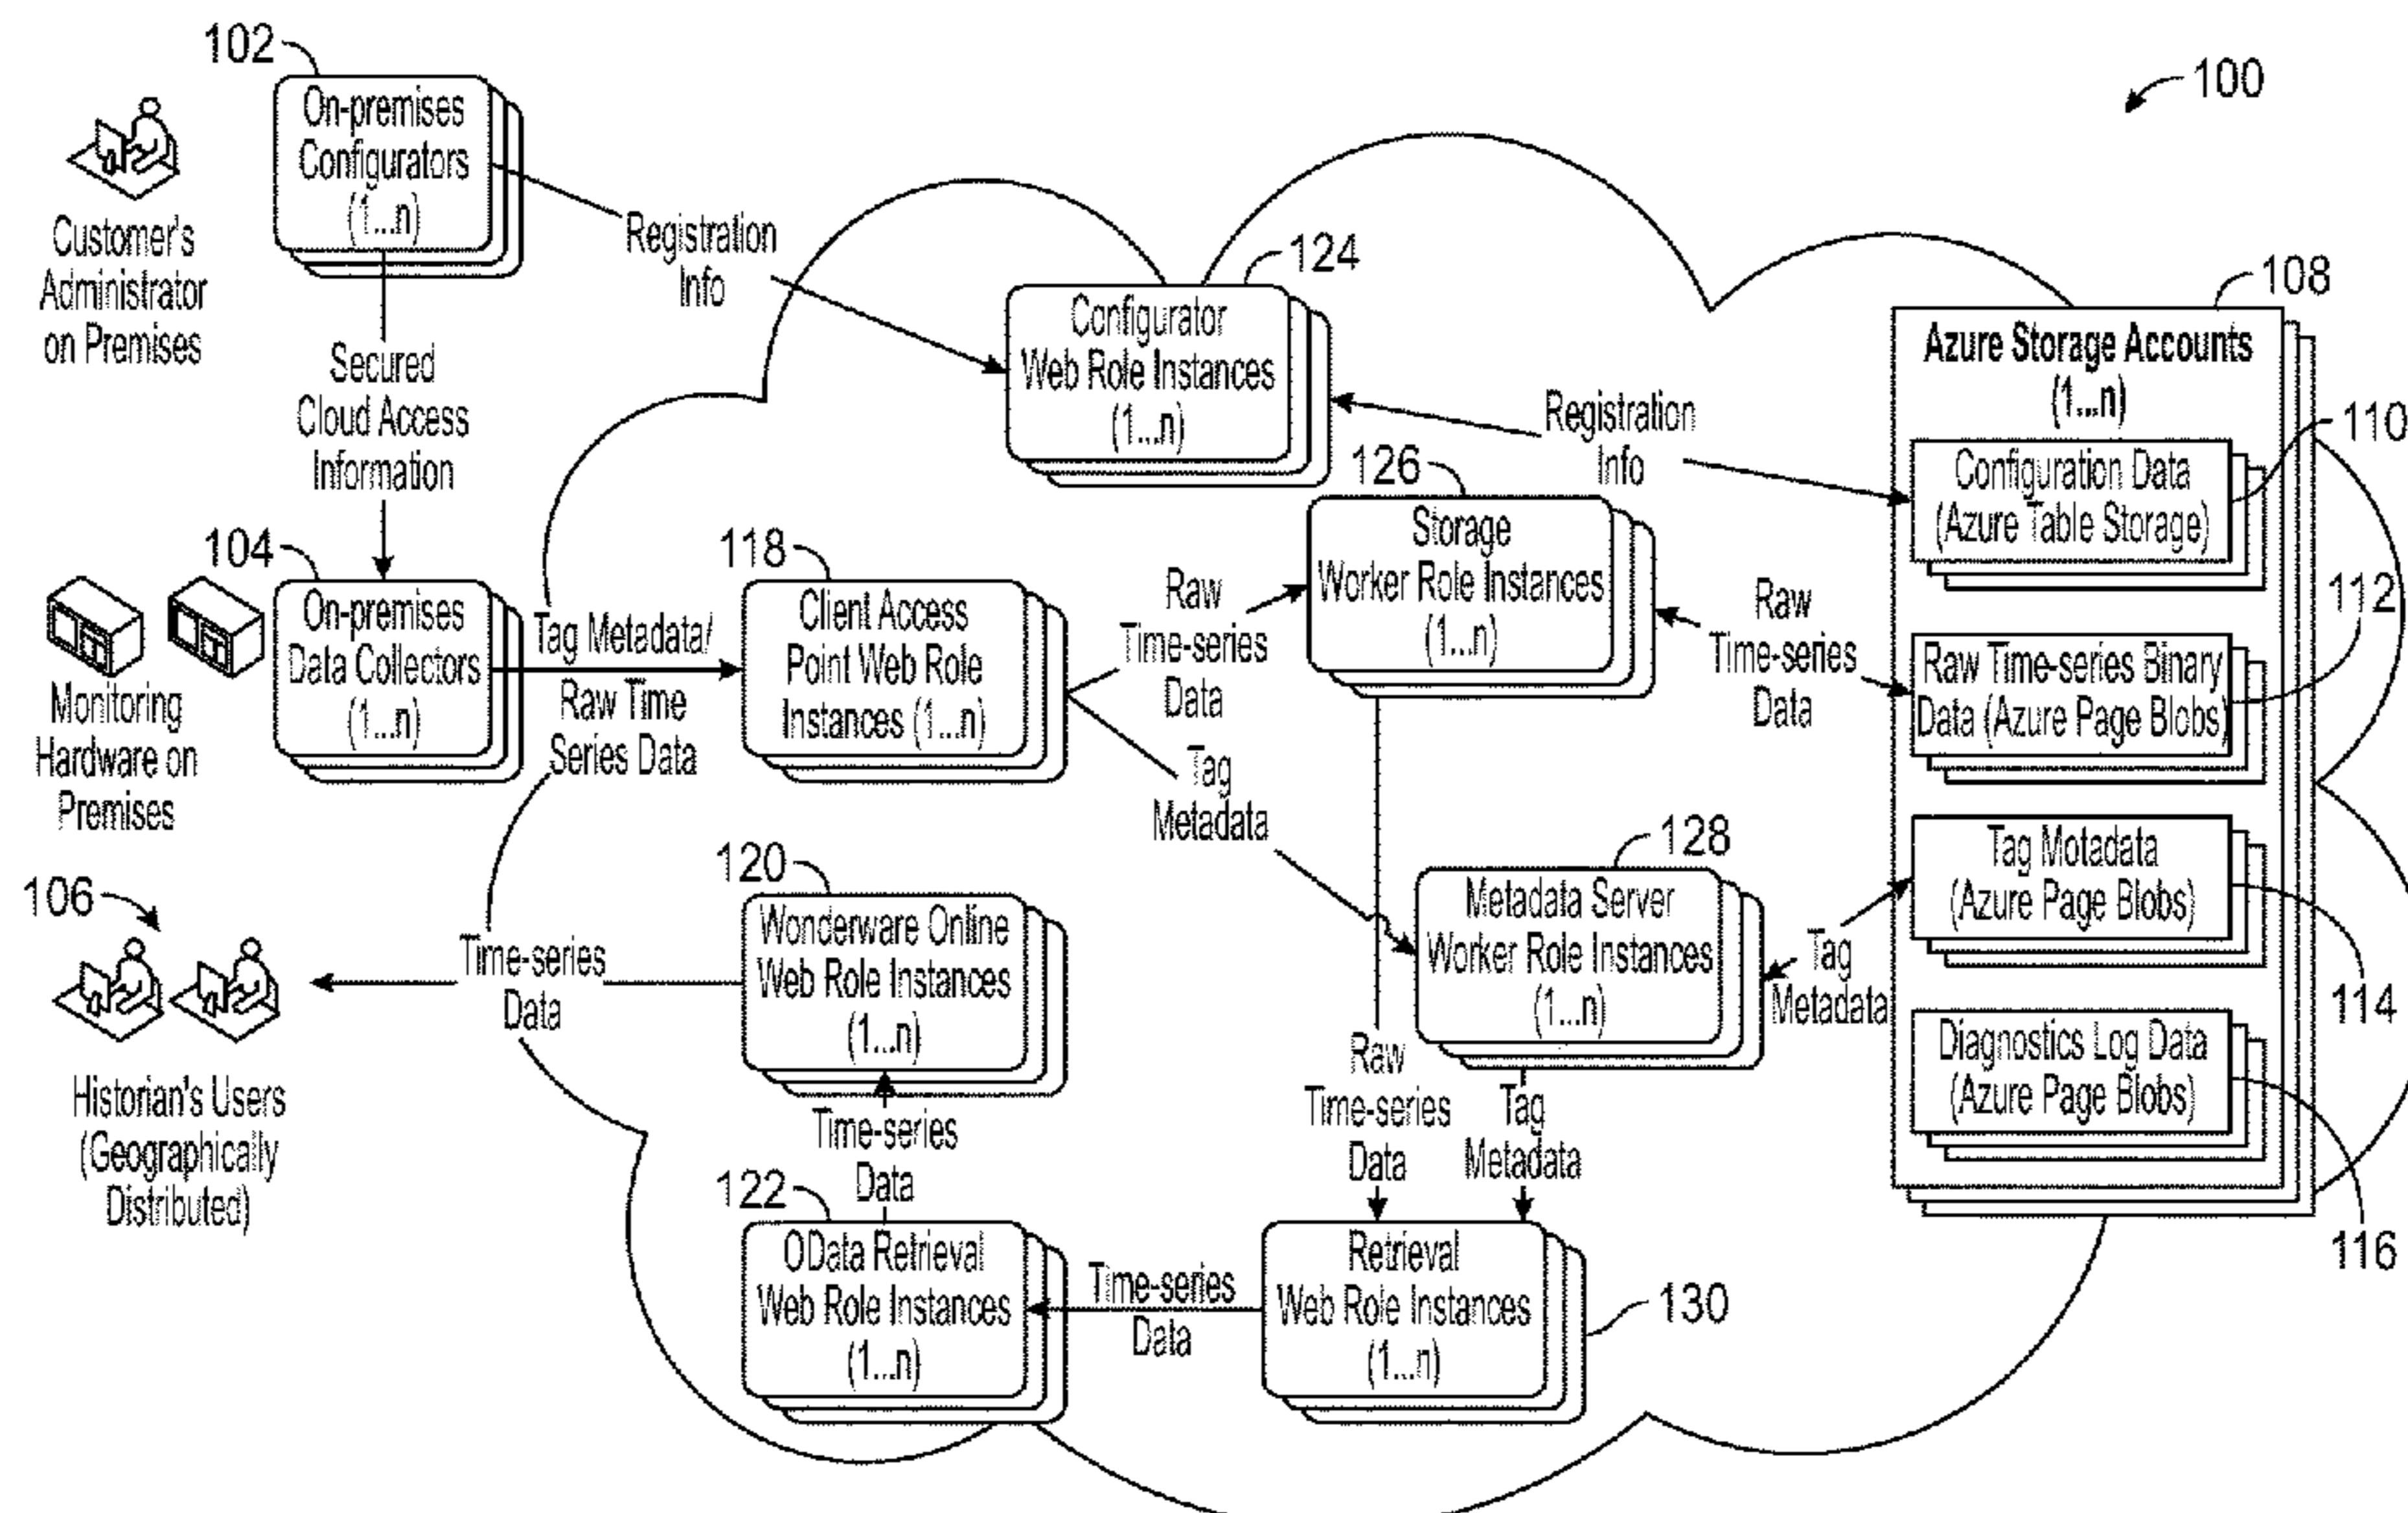 102
On-premises
Configurators
(1...n)
100
Customer's
Administrator
on Premises
Registration
Info
124
Configurator
Web Role Instances
(1...n)
108
Azure Storage Accounts
(1...n)
Secured
Cloud Access
Information
Registration
Info
110
Configuration Data
(Azure Table Storage)
126
Storage
Worker Role Instances
(1...n)
104
On-premises
Data Collectors
(1...n)
Monitoring
Hardware on
Premises
Tag Metadata/
Raw Time
Series Data
118
Client Access
Point Web Role
Instances (1...n)
Raw
Time-series
Data
Raw
Time-series
Data
112
Raw Time-series Binary
Data (Azure Page Blobs)
Tag
Metadata
128
Metadata Server
Worker Role Instances
(1...n)
Tag
Metadata
Tag Motadata
(Azure Page Blobs)
114
106
Historian's Users
(Geographically
Distributed)
Time-series
Data
120
Wonderware Online
Web Role Instances
(1...n)
Diagnostics Log Data
(Azure Page Blobs)
116
Time-series
Data
Raw
Time-series
Data
Tag
Metadata
122
OData Retrieval
Web Role Instances
(1...n)
Time-series
Data
Retrieval
Web Role Instances
(1...n)
130